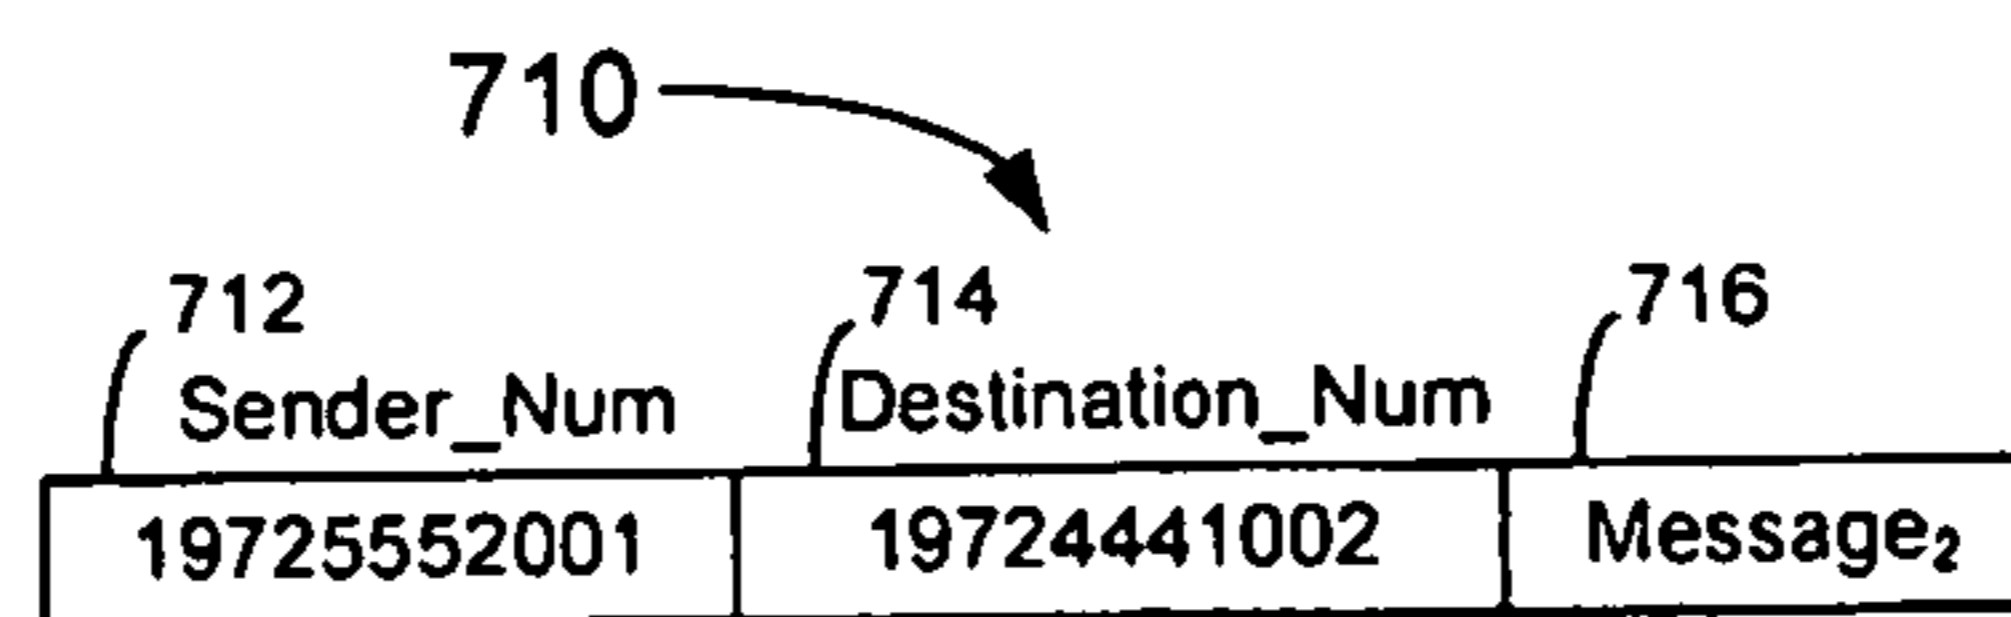 710
712 714 716
Sender_Num Destination_Num
19725552001 19724441002 Message₂